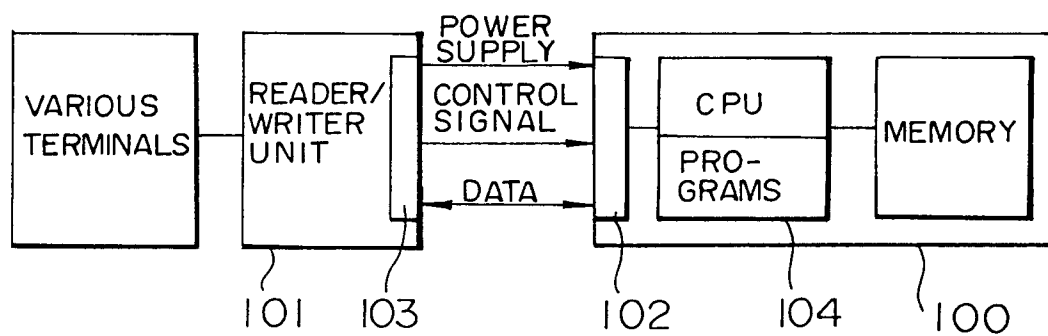 VARIOUS
TERMINALS
READER/
WRITER
UNIT
POWER
SUPPLY
CONTROL
SIGNAL
DATA
CPU
PRO-
GRAMS
MEMORY
101
103
102
104
100